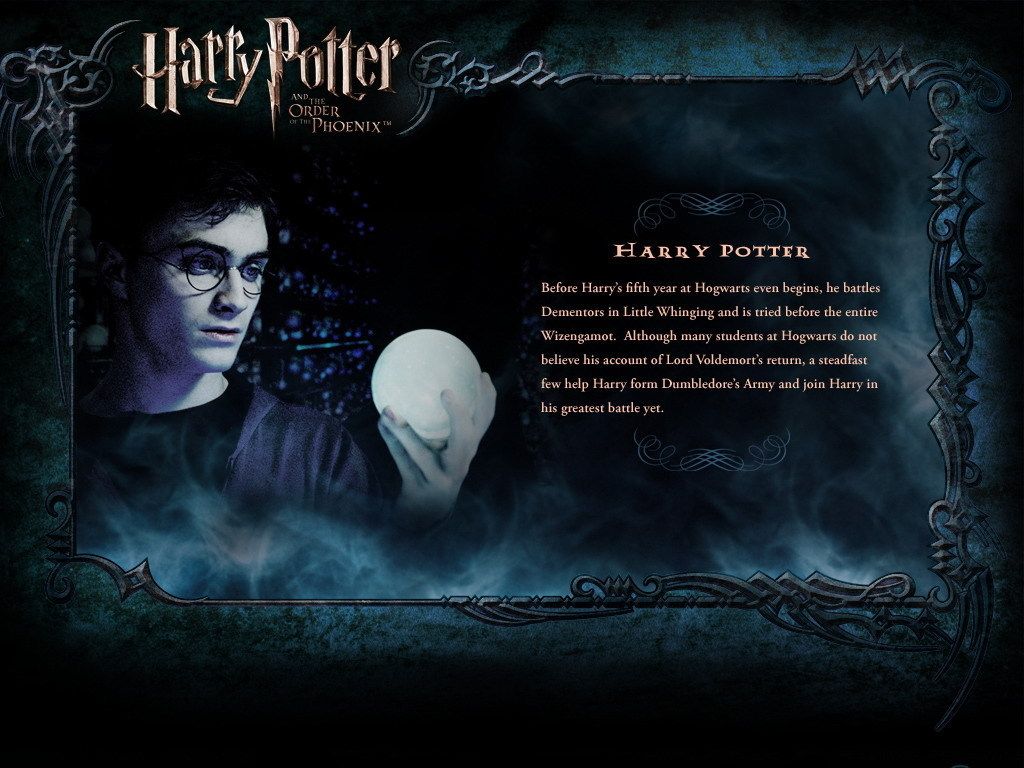 Harry Potter
AND THE
ORDER
OF THE
PHOENIX™
HARRY POTTER
Before Harry's fifth year at Hogwarts even begins, he battles
Dementors in Little Whinging and is tried before the entire
Wizengamot.  Although many students at Hogwarts do not
believe his account of Lord Voldemort's return, a steadfast
few help Harry form Dumbledore's Army and join Harry in
his greatest battle yet.